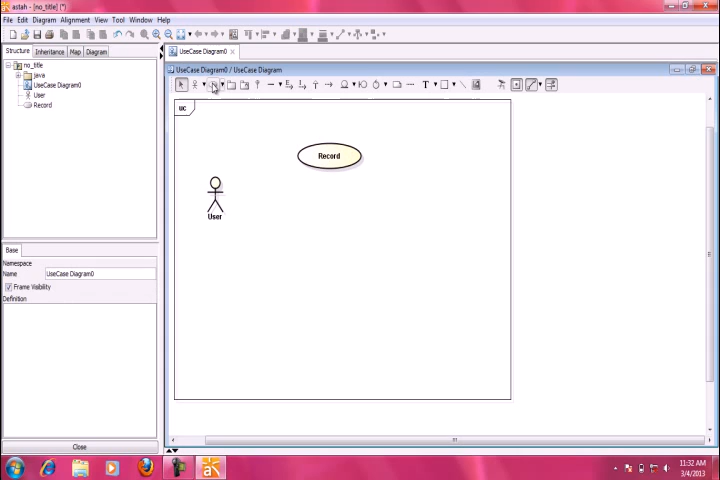 astah - [no_title] (*)
File Edit Diagram Alignment View Tool Window Help
Structure Inheritance Map Diagram
UseCase Diagram0
no_title
java
UseCase Diagram0
User
Record
UseCase Diagram0 / UseCase Diagram
T
uc
Record
User
Base
Namespace
Name UseCase Diagram0
Frame Visibility
Definition
Close
11:32 AM
3/4/2013